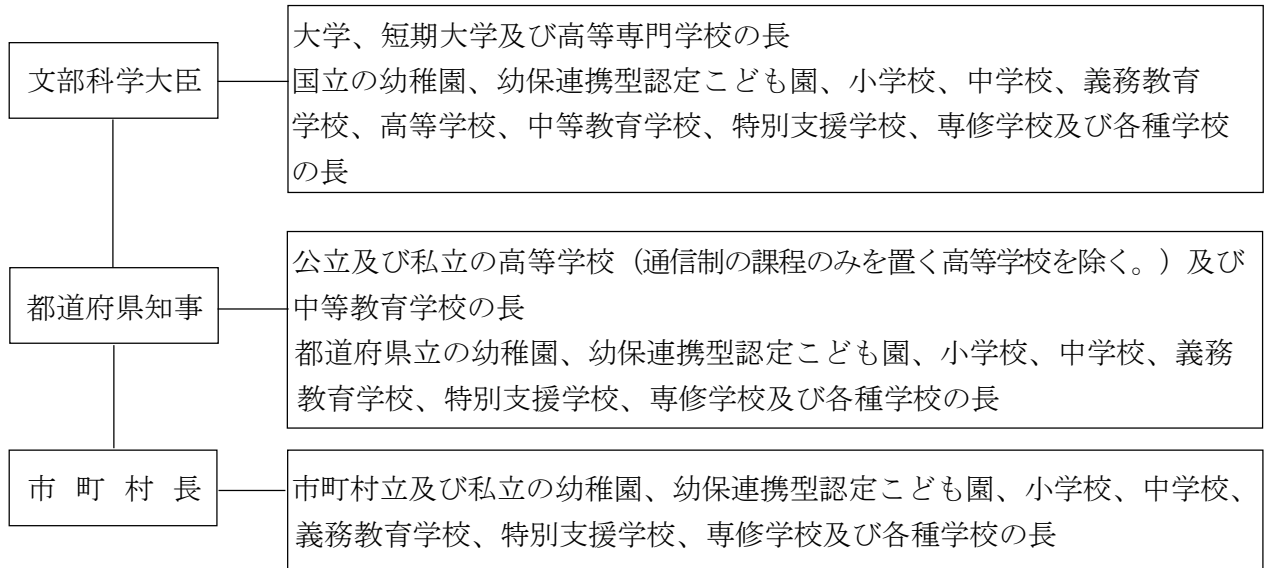 文部科学大臣
大学、短期大学及び高等専門学校の長
国立の幼稚園、幼保連携型認定こども園、小学校、中学校、義務教育
学校、高等学校、中等教育学校、特別支援学校、専修学校及び各種学校
の長
都道府県知事
公立及び私立の高等学校（通信制の課程のみを置く高等学校を除く。）及び
中等教育学校の長
都道府県立の幼稚園、幼保連携型認定こども園、小学校、中学校、義務
教育学校、特別支援学校、専修学校及び各種学校の長
市町村長
市町村立及び私立の幼稚園、幼保連携型認定こども園、小学校、中学校、
義務教育学校、特別支援学校、専修学校及び各種学校の長